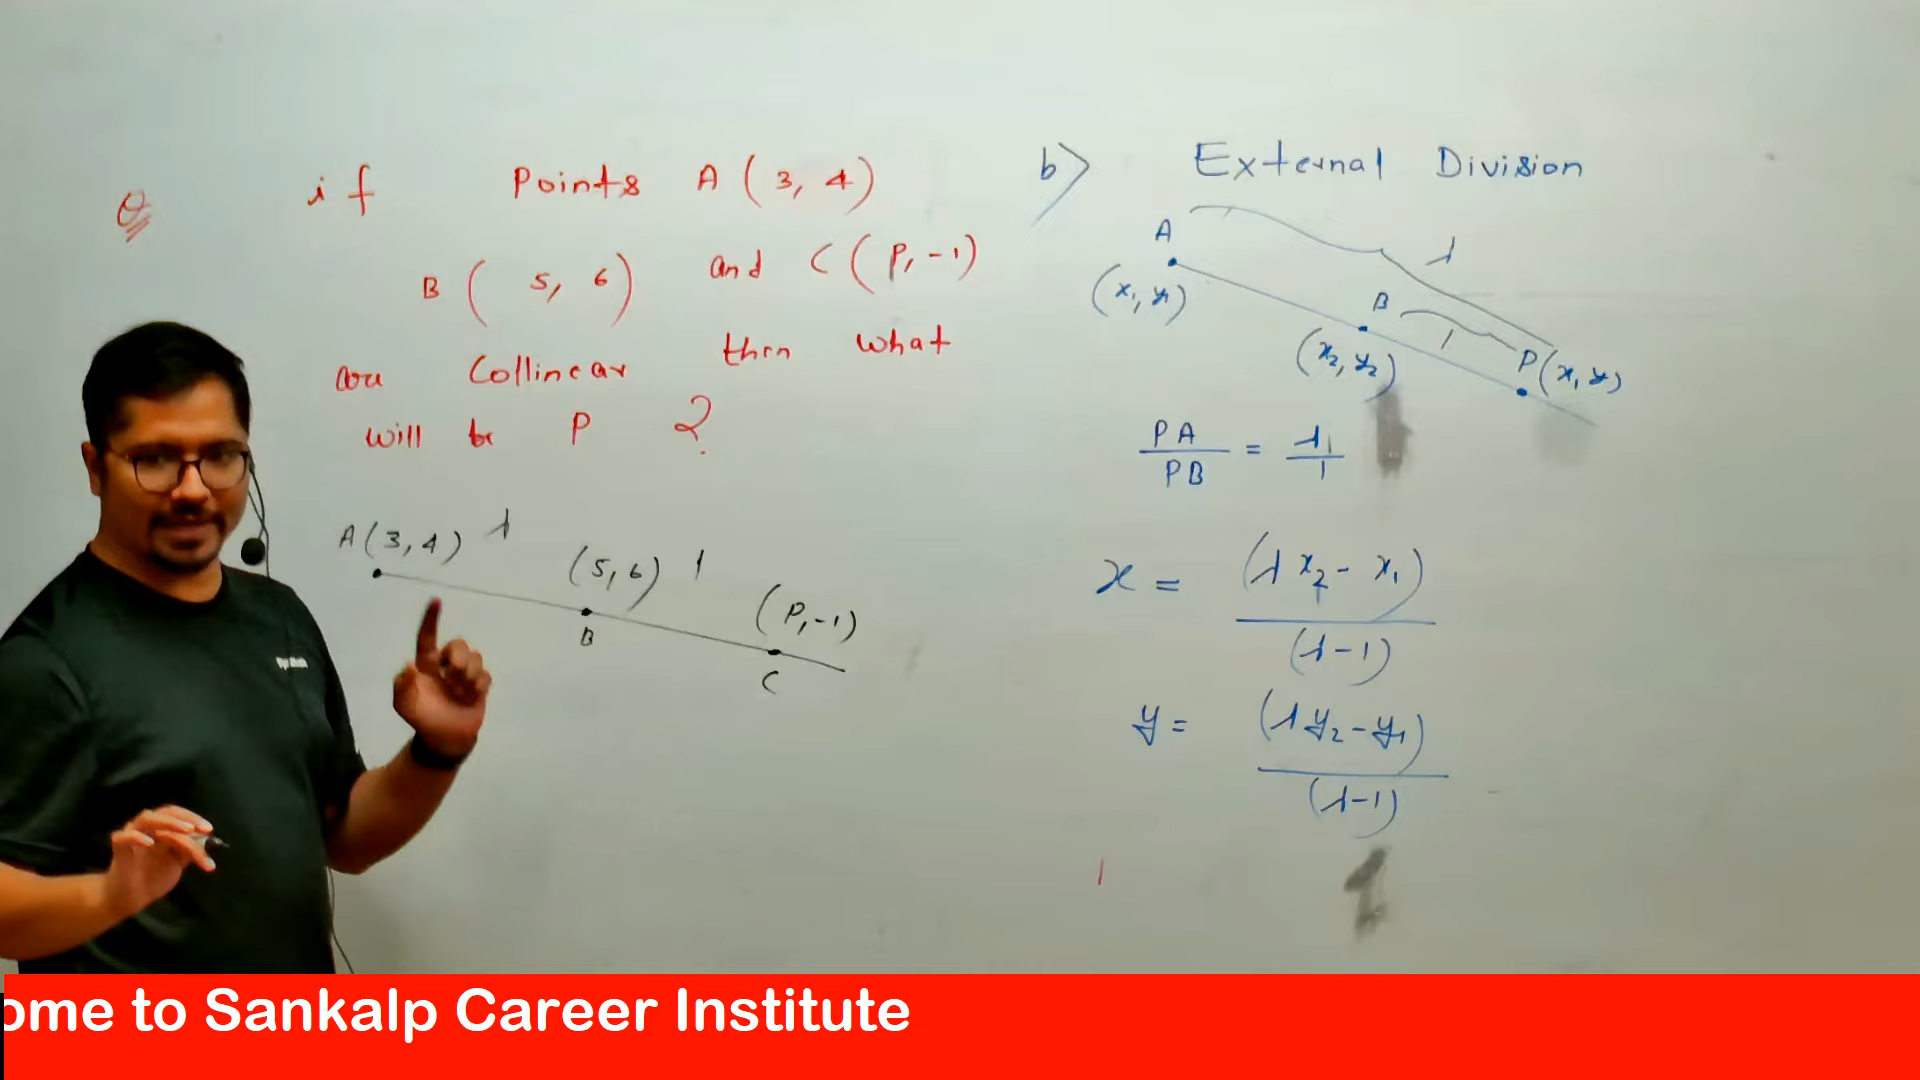 Q if Points A (3, 4)
B ( 5, 6) and C (P, -1)
are Collinear then what
will be P ?
A(3, 4) λ
(5, 6) 1
(P, -1)
B
C
b) External Division
A
λ
(x₁, y₁)
B
1
(x₂, y₂)
P(x, y)
PA/PB = λ/1
x = (λx₂ - x₁)/(λ-1)
y = (λy₂ - y₁)/(λ-1)
ome to Sankalp Career Institute